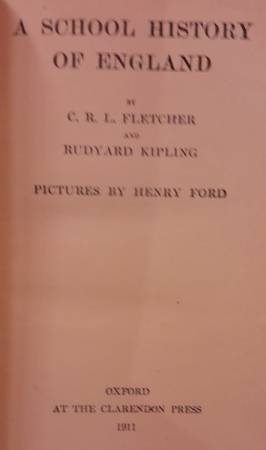 A SCHOOL HISTORY
OF ENGLAND
BY
C. R. L. FLETCHER
AND
RUDYARD KIPLING
PICTURES BY HENRY FORD
OXFORD
AT THE CLARENDON PRESS
1911